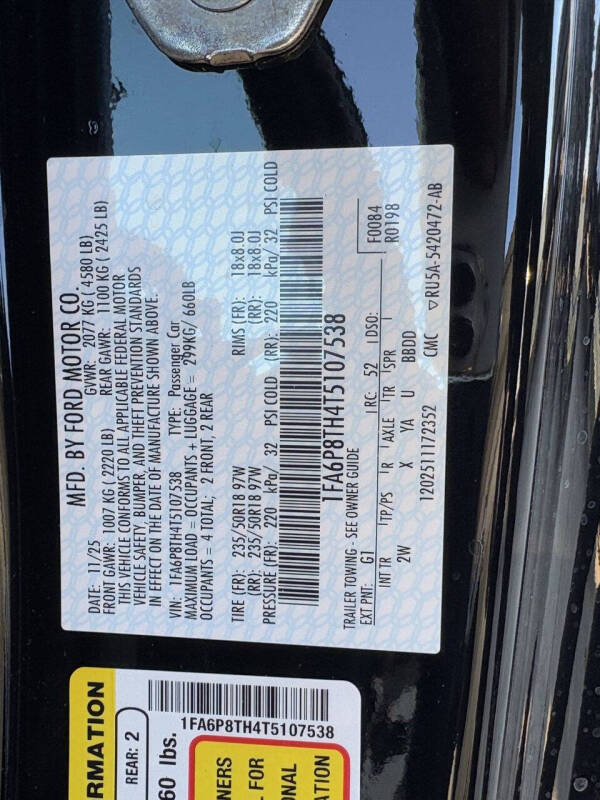 MFD. BY FORD MOTOR CO.
DATE: 11/25 GVWR: 2077 KG ( 4580 LB)
FRONT GAWR: 1007 KG ( 2220 LB) REAR GAWR: 1100 KG ( 2425 LB)
THIS VEHICLE CONFORMS TO ALL APPLICABLE FEDERAL MOTOR
VEHICLE SAFETY, BUMPER, AND THEFT PREVENTION STANDARDS
IN EFFECT ON THE DATE OF MANUFACTURE SHOWN ABOVE.
VIN: 1FA6P8TH4T5107538 TYPE: Passenger Car
MAXIMUM LOAD = OCCUPANTS + LUGGAGE = 299KG/ 660LB
OCCUPANTS = 4 TOTAL; 2 FRONT, 2 REAR
TIRE (FR): 235/50R18 97W RIMS (FR): 18x8.0J
(RR): 235/50R18 97W (RR): 18x8.0J
PRESSURE (FR): 220 kPa/ 32 PSI COLD (RR): 220 kPa/ 32 PSI COLD
1FA6P8TH4T5107538
TRAILER TOWING - SEE OWNER GUIDE F0084
EXT PNT: G1 RC: 52 DSO: R0198
INT TR TP/PS R AXLE TR SPR
2W X YA U BBDD
12025111172352 CMC ▽RU5A-5420472-AB
RMATION
REAR: 2
60 lbs.
1FA6P8TH4T5107538
NERS
L FOR
ONAL
ATION